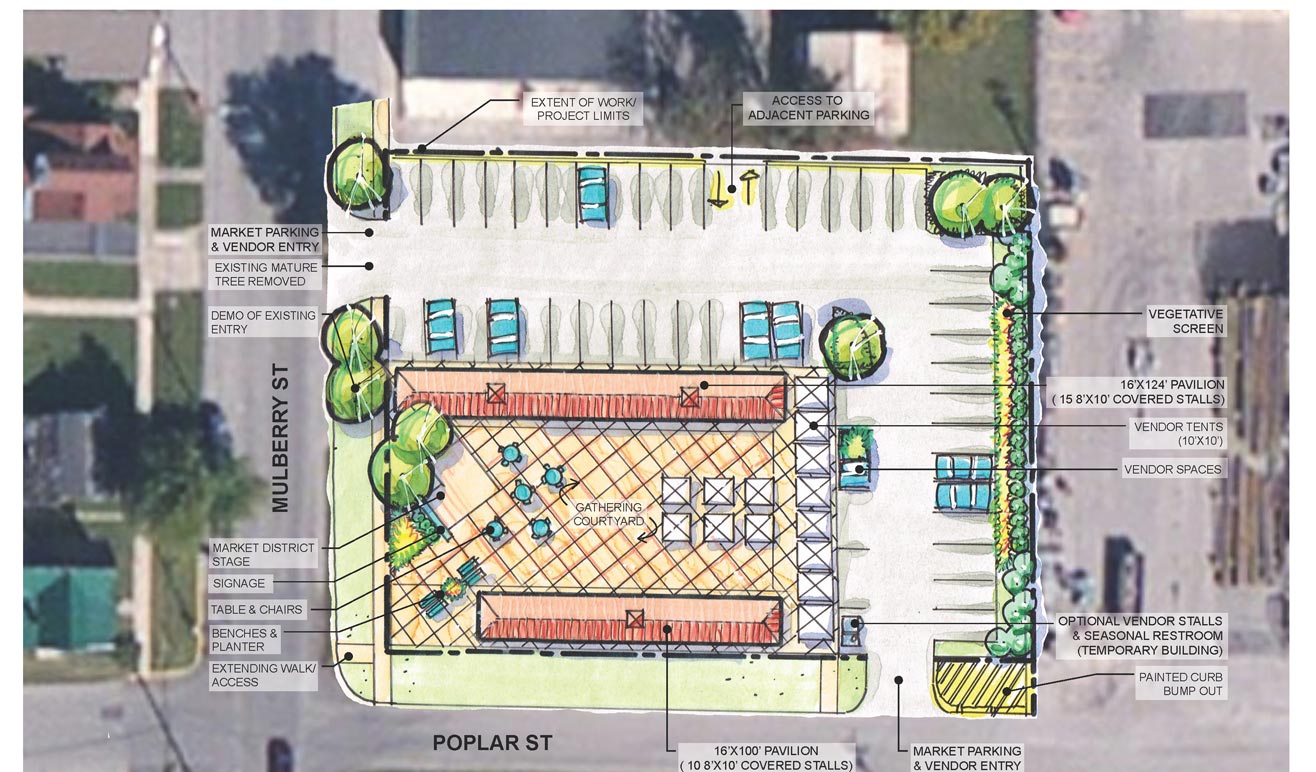 EXTENT OF WORK/
PROJECT LIMITS
ACCESS TO
ADJACENT PARKING
MARKET PARKING
& VENDOR ENTRY
EXISTING MATURE
TREE REMOVED
DEMO OF EXISTING
ENTRY
MULBERRY ST
VEGETATIVE
SCREEN
16'X124' PAVILION
( 15 8'X10' COVERED STALLS)
VENDOR TENTS
(10'X10')
VENDOR SPACES
GATHERING
COURTYARD
MARKET DISTRICT
STAGE
SIGNAGE
TABLE & CHAIRS
BENCHES &
PLANTER
EXTENDING WALK/
ACCESS
OPTIONAL VENDOR STALLS
& SEASONAL RESTROOM
(TEMPORARY BUILDING)
PAINTED CURB
BUMP OUT
POPLAR ST
16'X100' PAVILION
( 10 8'X10' COVERED STALLS)
MARKET PARKING
& VENDOR ENTRY